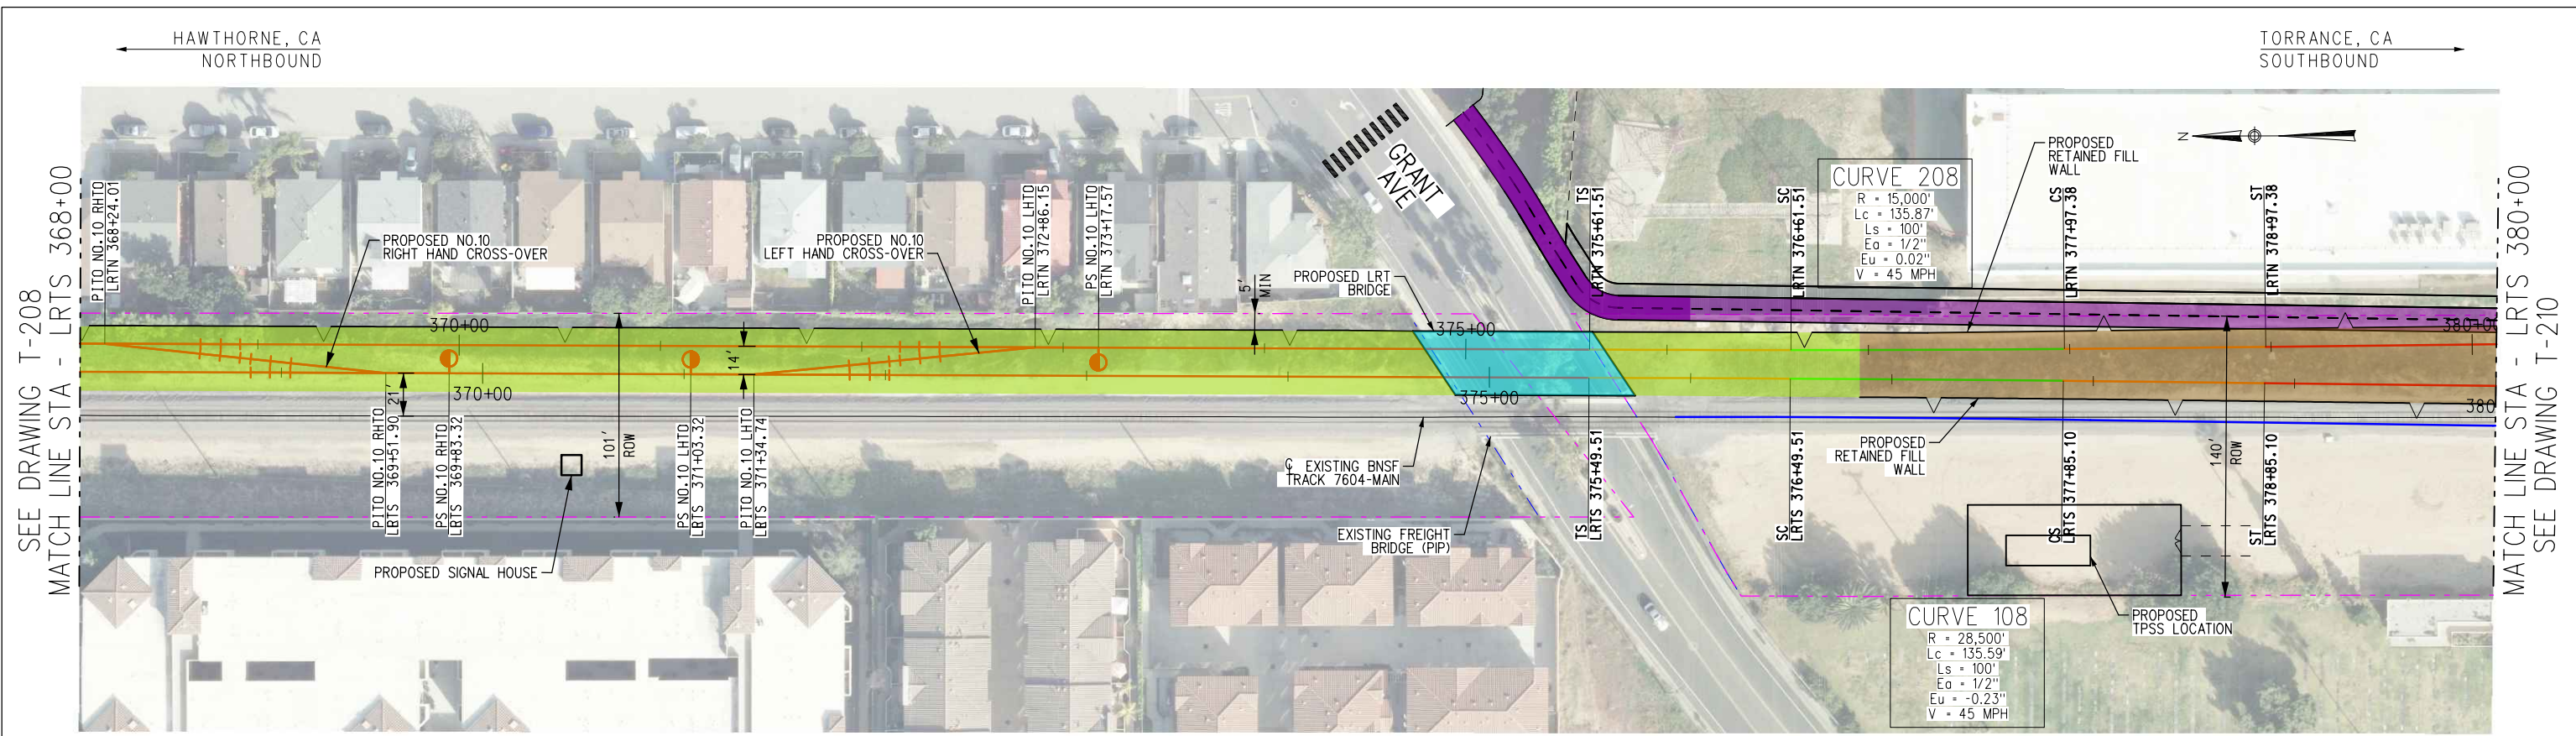 HAWTHORNE, CA
NORTHBOUND
TORRANCE, CA
SOUTHBOUND
SEE DRAWING T-208
MATCH LINE STA - LRTS 368+00
PITO NO.10 RHTO
LRTN 368+24.01
PROPOSED NO.10
RIGHT HAND CROSS-OVER
PROPOSED NO.10
LEFT HAND CROSS-OVER
PITO NO.10 LHTO
LRTN 372+86.15
PS NO.10 LHTO
LRTN 373+17.57
5'
MIN
GRANT
AVE
PROPOSED LRT
BRIDGE
TS
LRTN 375+61.51
SC
LRTN 376+61.51
CURVE 208
R = 15,000'
Lc = 135.87'
Ls = 100'
Ea = 1/2"
Eu = 0.02"
V = 45 MPH
PROPOSED
RETAINED FILL
WALL
CS
LRTN 377+97.38
ST
LRTN 378+97.38
N
370+00
375+00
380+00
14'
21'
370+00
375+00
380
PITO NO.10 RHTO
LRTS 369+51.90
PS NO.10 RHTO
LRTS 369+83.32
101'
ROW
PS NO.10 LHTO
LRTS 371+03.32
PITO NO.10 LHTO
LRTS 371+34.74
PROPOSED SIGNAL HOUSE
℄ EXISTING BNSF
TRACK 7604-MAIN
EXISTING FREIGHT
BRIDGE (PIP)
TS
LRTS 375+49.51
SC
LRTS 376+49.51
PROPOSED
RETAINED FILL
WALL
CS
LRTS 377+85.10
140'
ROW
ST
LRTS 378+85.10
PROPOSED
TPSS LOCATION
CURVE 108
R = 28,500'
Lc = 135.59'
Ls = 100'
Ea = 1/2"
Eu = -0.23"
V = 45 MPH
MATCH LINE STA - LRTS 380+00
SEE DRAWING T-210